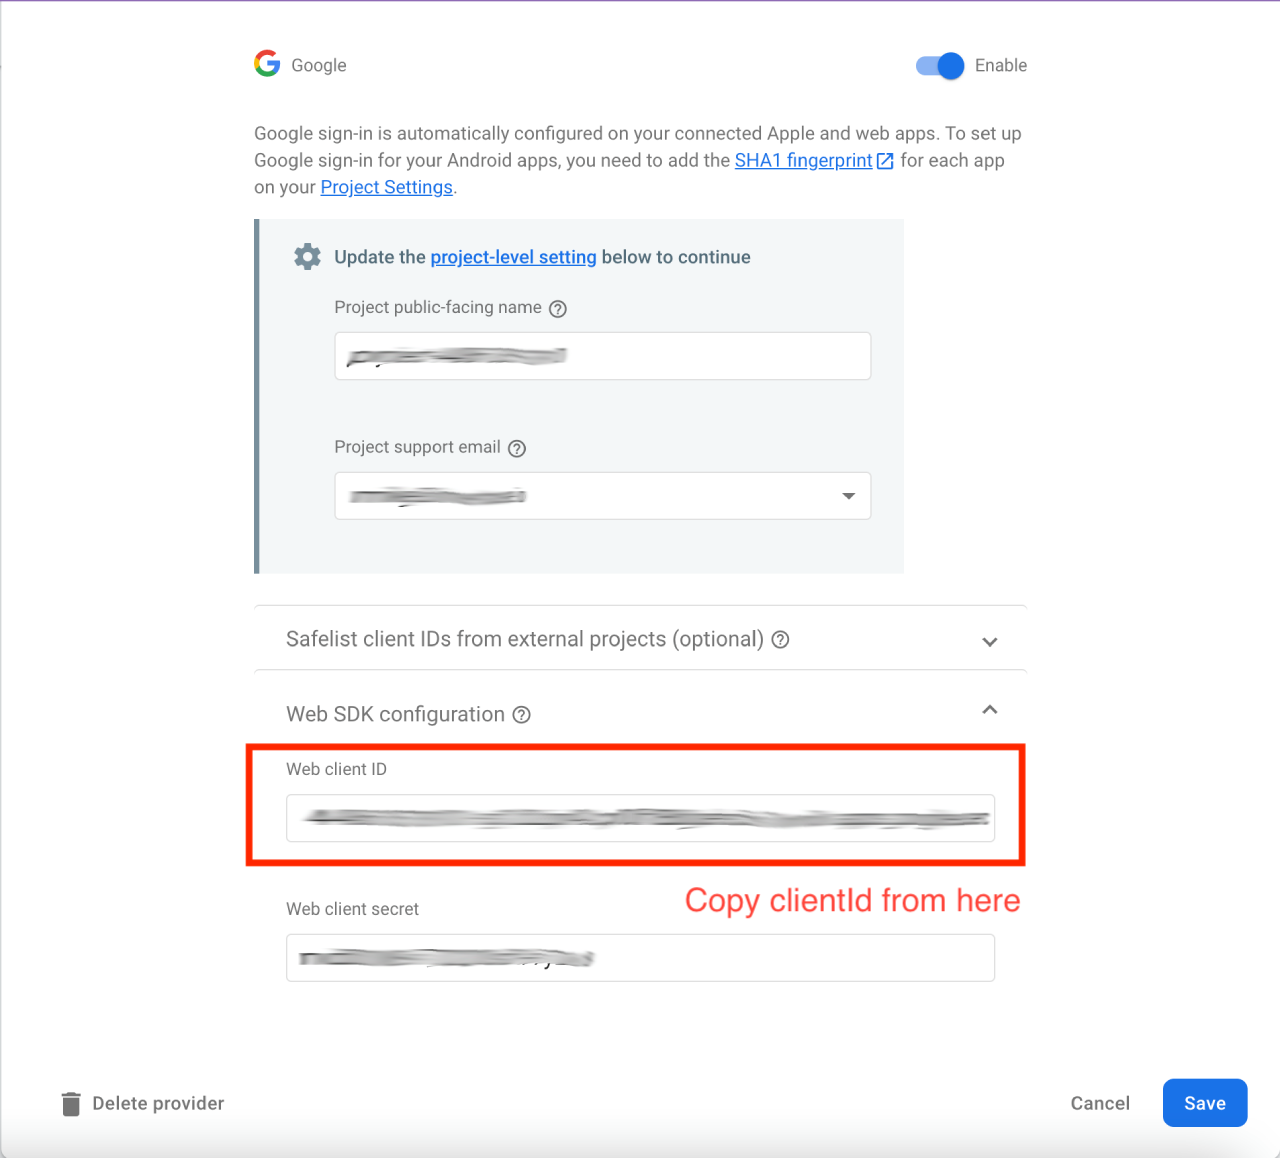 Google
Enable
Google sign-in is automatically configured on your connected Apple and web apps. To set up
Google sign-in for your Android apps, you need to add the SHA1 fingerprint for each app
on your Project Settings.
Update the project-level setting below to continue
Project public-facing name
Project support email
Safelist client IDs from external projects (optional)
Web SDK configuration
Web client ID
Copy clientId from here
Web client secret
Delete provider
Cancel
Save